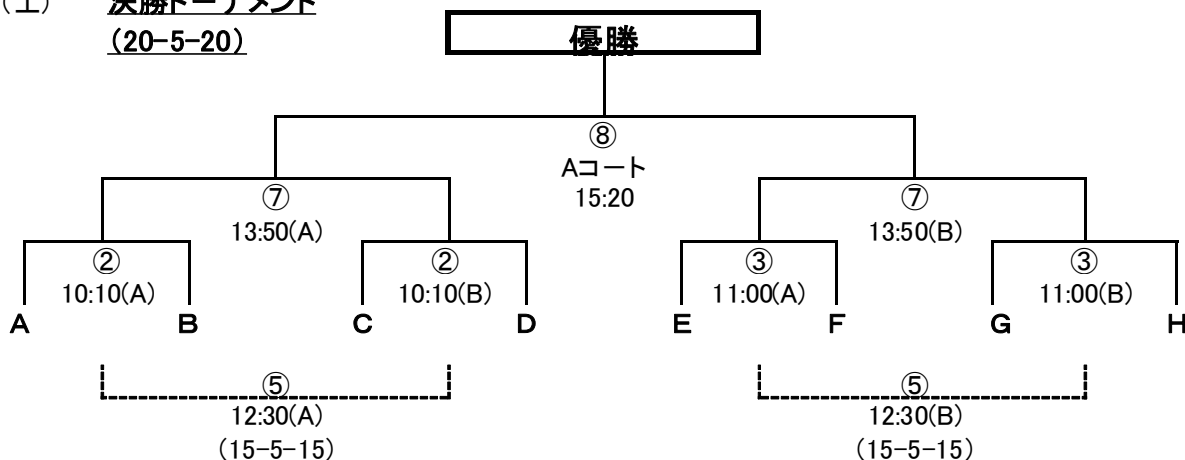 (土) 決勝トーナメント
(20-5-20)
優勝
⑧
Aコート
15:20
⑦ ⑦
13:50(A) 13:50(B)
② ② ③ ③
10:10(A) 10:10(B) 11:00(A) 11:00(B)
A B C D E F G H
⑤ ⑤
12:30(A) 12:30(B)
(15-5-15) (15-5-15)